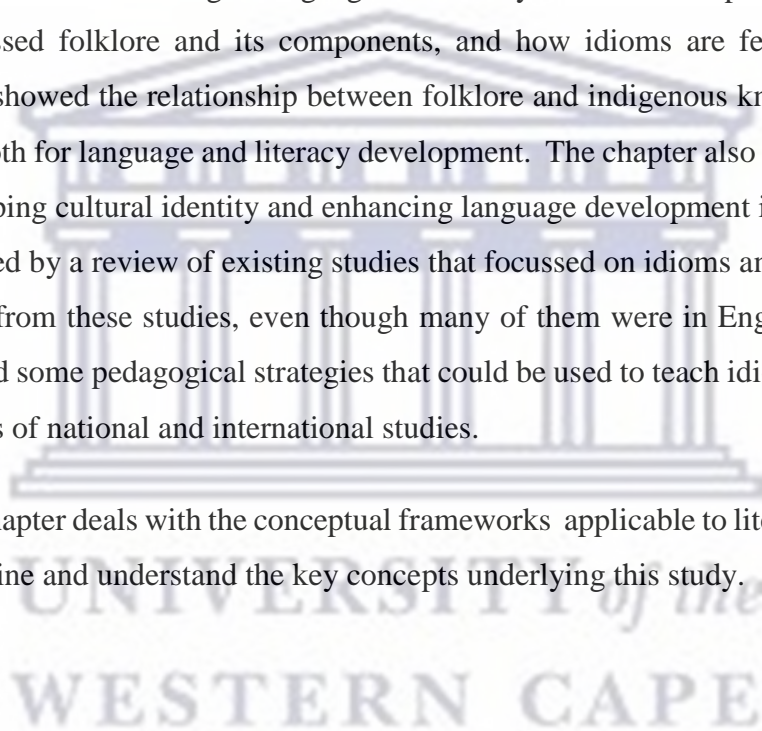 ssed folklore and its components, and how idioms are fe
showed the relationship between folklore and indigenous kn
oth for language and literacy development. The chapter also
ping cultural identity and enhancing language development i
ed by a review of existing studies that focussed on idioms an
from these studies, even though many of them were in Eng
d some pedagogical strategies that could be used to teach idi
s of national and international studies.
hapter deals with the conceptual frameworks applicable to lite
ine and understand the key concepts underlying this study.
UNIVERSITY of the
WESTERN CAPE